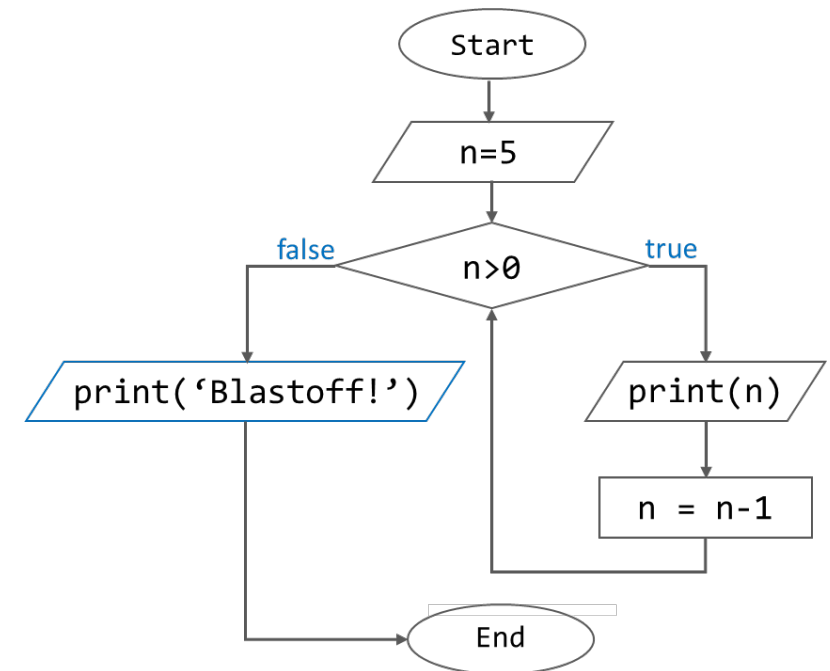 Start
n=5
false
true
n>0
print(‘Blastoff!’)
print(n)
n = n-1
End